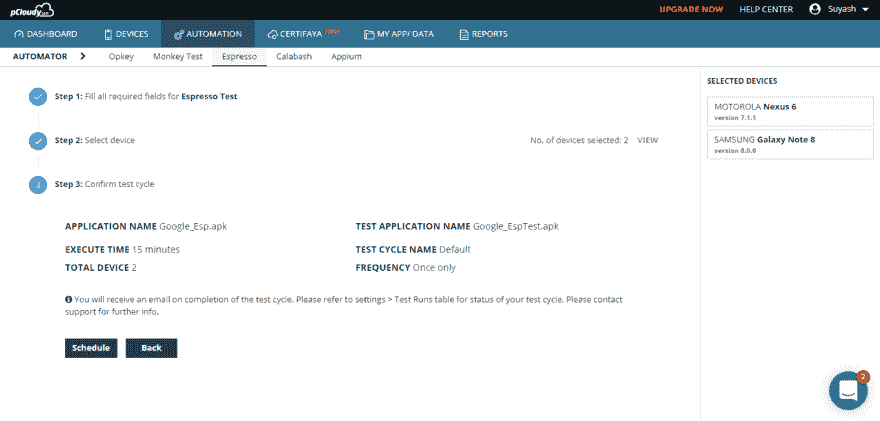 pCloudy
UPGRADE NOW HELP CENTER Suyash
DASHBOARD DEVICES AUTOMATION CERTIFAYA MY APP/ DATA REPORTS
AUTOMATOR Opkey Monkey Test Espresso Calabash Appium
SELECTED DEVICES
Step 1: Fill all required fields for Espresso Test
MOTOROLA Nexus 6
version 7.1.1
Step 2: Select device No. of devices selected: 2 VIEW
SAMSUNG Galaxy Note 8
version 8.0.0
3 Step 3: Confirm test cycle
APPLICATION NAME Google_Esp.apk TEST APPLICATION NAME Google_EspTest.apk
EXECUTE TIME 15 minutes TEST CYCLE NAME Default
TOTAL DEVICE 2 FREQUENCY Once only
You will receive an email on completion of the test cycle. Please refer to settings > Test Runs table for status of your test cycle. Please contact
support for further info.
Schedule Back
2